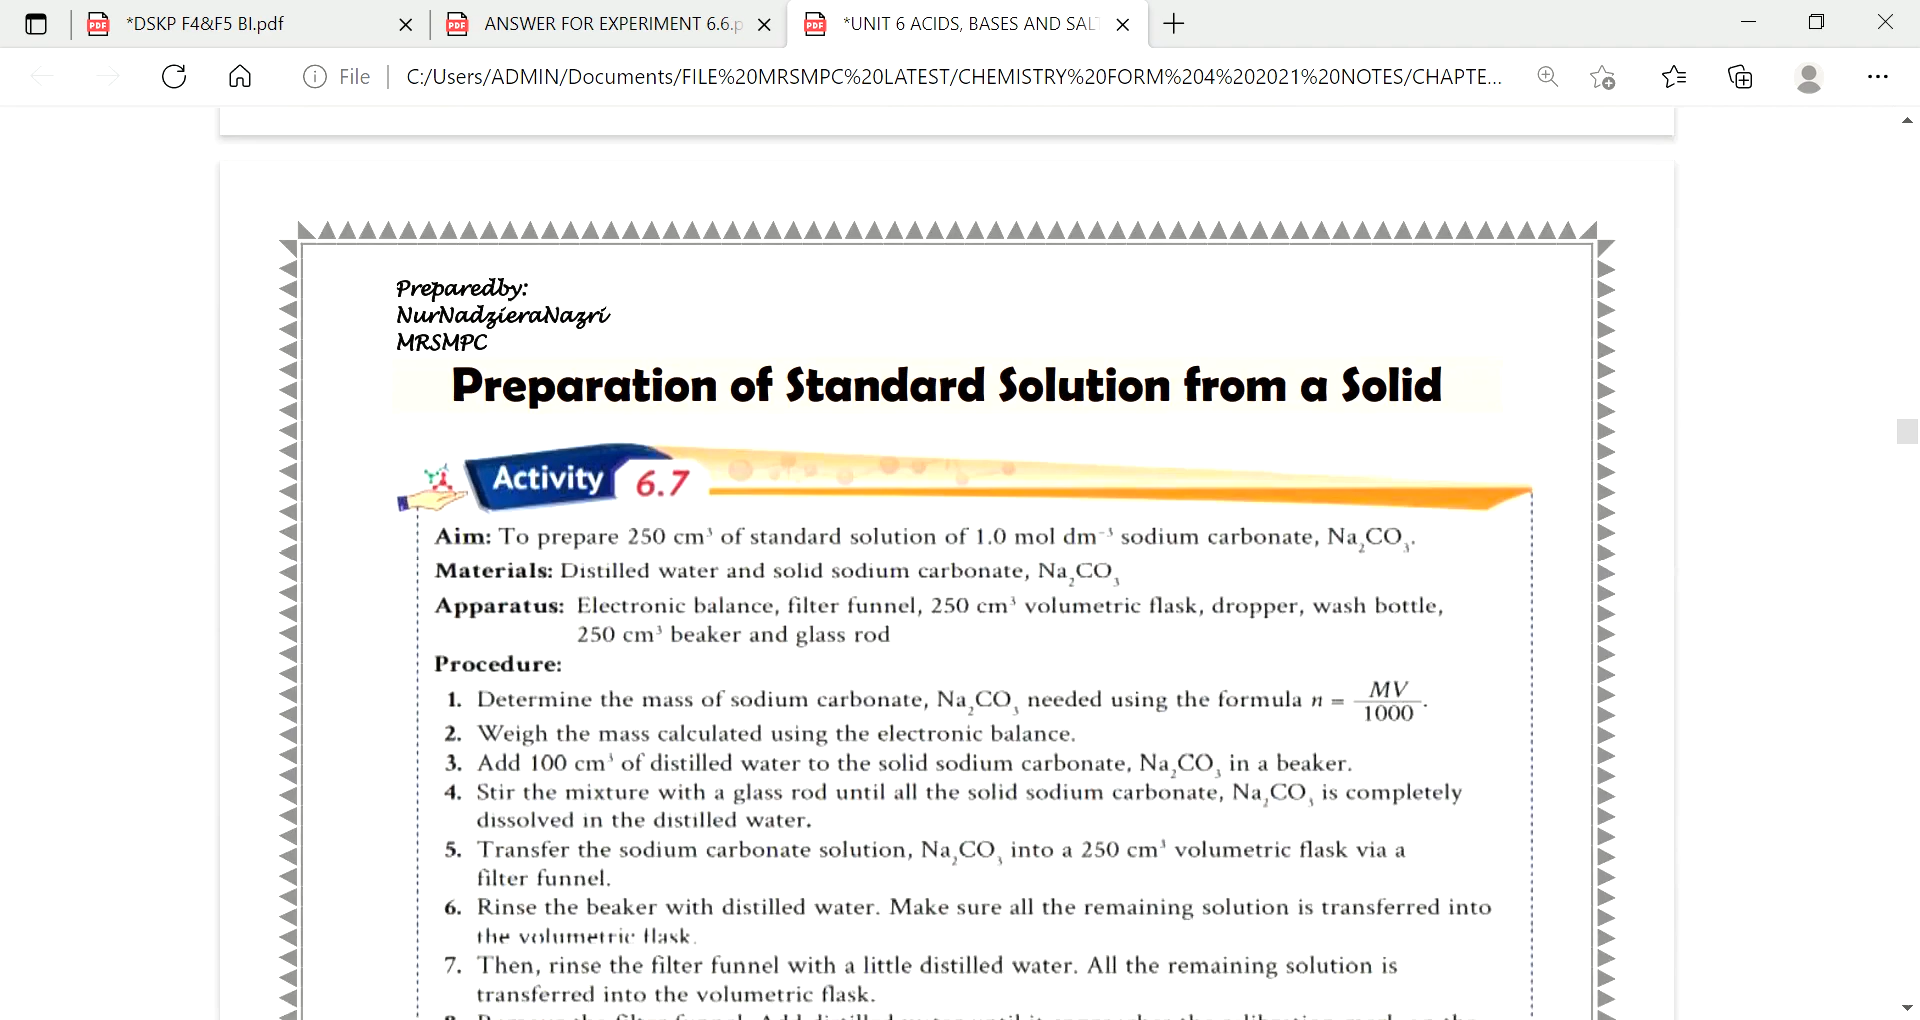 *DSKP F4&F5 BI.pdf
ANSWER FOR EXPERIMENT 6.6.p
*UNIT 6 ACIDS, BASES AND SALT
File
C:/Users/ADMIN/Documents/FILE%20MRSMPC%20LATEST/CHEMISTRY%20FORM%204%202021%20NOTES/CHAPTE...
Preparedby:
NurNadzieraNazri
MRSMPC
Preparation of Standard Solution from a Solid
Activity 6.7
Aim: To prepare 250 cm³ of standard solution of 1.0 mol dm⁻³ sodium carbonate, Na₂CO₃.
Materials: Distilled water and solid sodium carbonate, Na₂CO₃
Apparatus: Electronic balance, filter funnel, 250 cm³ volumetric flask, dropper, wash bottle,
250 cm³ beaker and glass rod
Procedure:
1. Determine the mass of sodium carbonate, Na₂CO₃ needed using the formula n = MV/1000.
2. Weigh the mass calculated using the electronic balance.
3. Add 100 cm³ of distilled water to the solid sodium carbonate, Na₂CO₃ in a beaker.
4. Stir the mixture with a glass rod until all the solid sodium carbonate, Na₂CO₃ is completely
dissolved in the distilled water.
5. Transfer the sodium carbonate solution, Na₂CO₃ into a 250 cm³ volumetric flask via a
filter funnel.
6. Rinse the beaker with distilled water. Make sure all the remaining solution is transferred into
the volumetric flask.
7. Then, rinse the filter funnel with a little distilled water. All the remaining solution is
transferred into the volumetric flask.